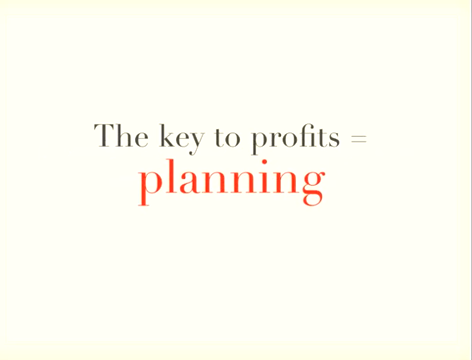 The key to profits =
planning